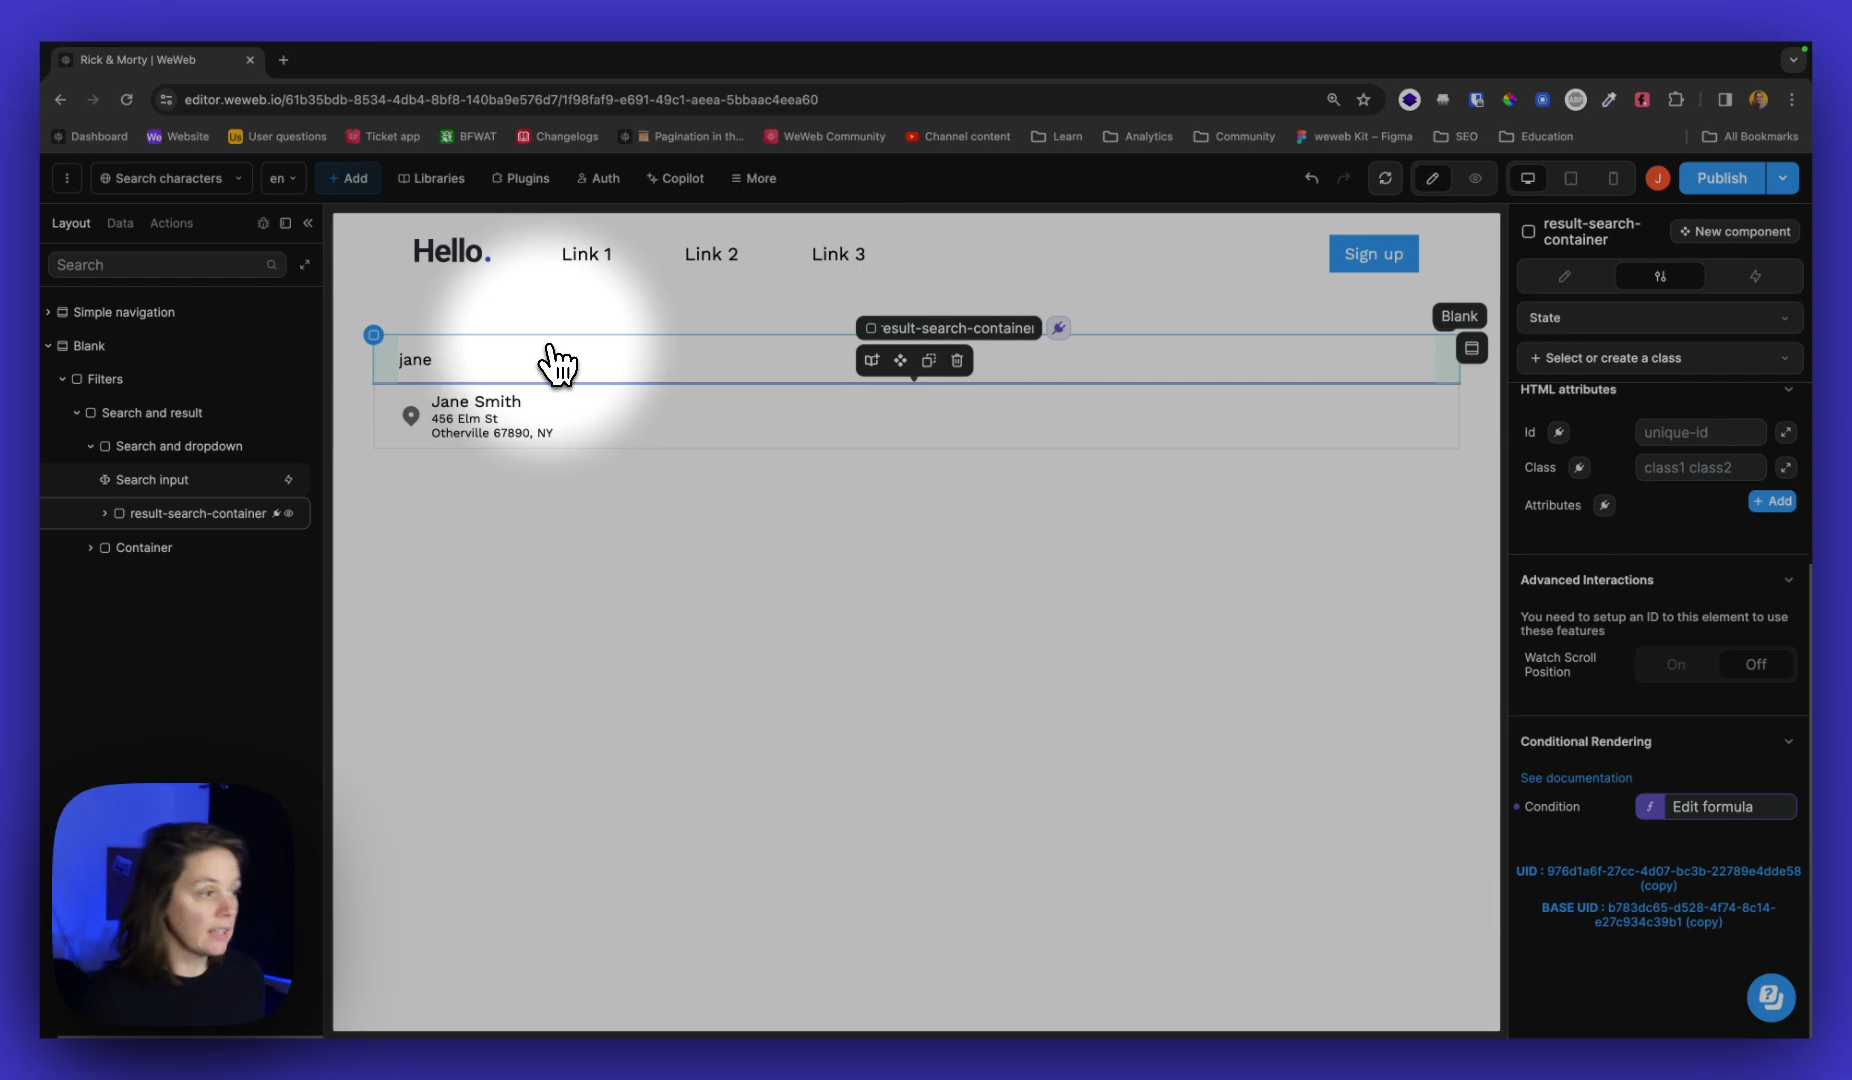 Rick & Morty | WeWeb
editor.weweb.io/61b35bdb-8534-4db4-8bf8-140ba9e576d7/1f98faf9-e691-49c1-aeea-5bbaac4eea60
Dashboard
We Website
Us User questions
Ticket app
BFWAT
Changelogs
Pagination in th...
WeWeb Community
Channel content
Learn
Analytics
Community
weweb Kit – Figma
SEO
Education
All Bookmarks
Search characters
en
+ Add
Libraries
Plugins
Auth
Copilot
More
J
Publish
Layout
Data
Actions
Search
Simple navigation
Blank
Filters
Search and result
Search and dropdown
Search input
result-search-container
Container
Hello.
Link 1
Link 2
Link 3
Sign up
result-search-container
Blank
jane
Jane Smith
456 Elm St
Otherville 67890, NY
result-search-
container
New component
State
+ Select or create a class
HTML attributes
Id
unique-id
Class
class1 class2
Attributes
+ Add
Advanced Interactions
You need to setup an ID to this element to use
these features
Watch Scroll
Position
On
Off
Conditional Rendering
See documentation
Condition
f Edit formula
UID : 976d1a6f-27cc-4d07-bc3b-22789e4dde58
(copy)
BASE UID : b783dc65-d528-4f74-8c14-
e27c934c39b1 (copy)